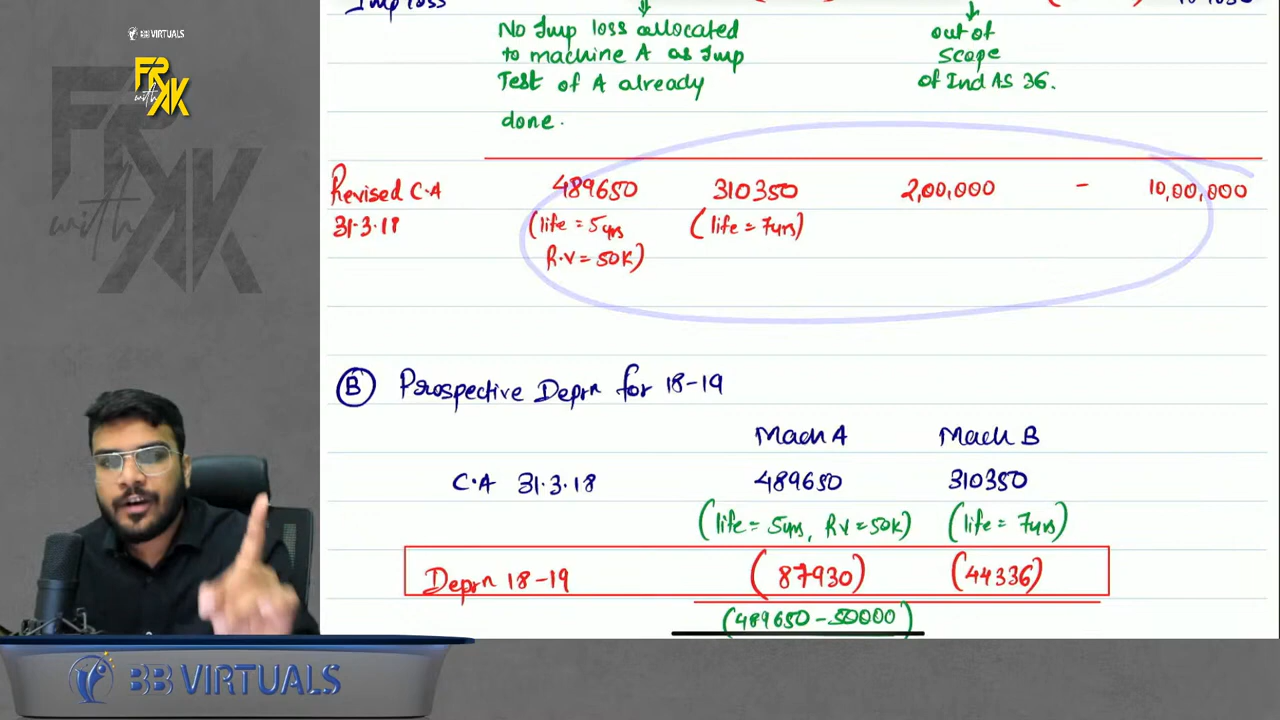 BB VIRTUALS
FR
with
AK
Imp loss
No Imp loss allocated
to machine A as Imp
Test of A already
done.
out of
scope
of Ind AS 36.
Revised C.A
31.3.18
489650
310350
2,00,000
-
10,00,000
(life = 5yrs
R.V = 50K)
(life = 7yrs)
B Prospective Deprn for 18-19
Mach A
Mach B
C.A 31.3.18
489650
310350
(life = 5yrs, RV = 50K)
(life = 7yrs)
Deprn 18-19
(87930)
(44336)
(489650 - 50000)
BB VIRTUALS